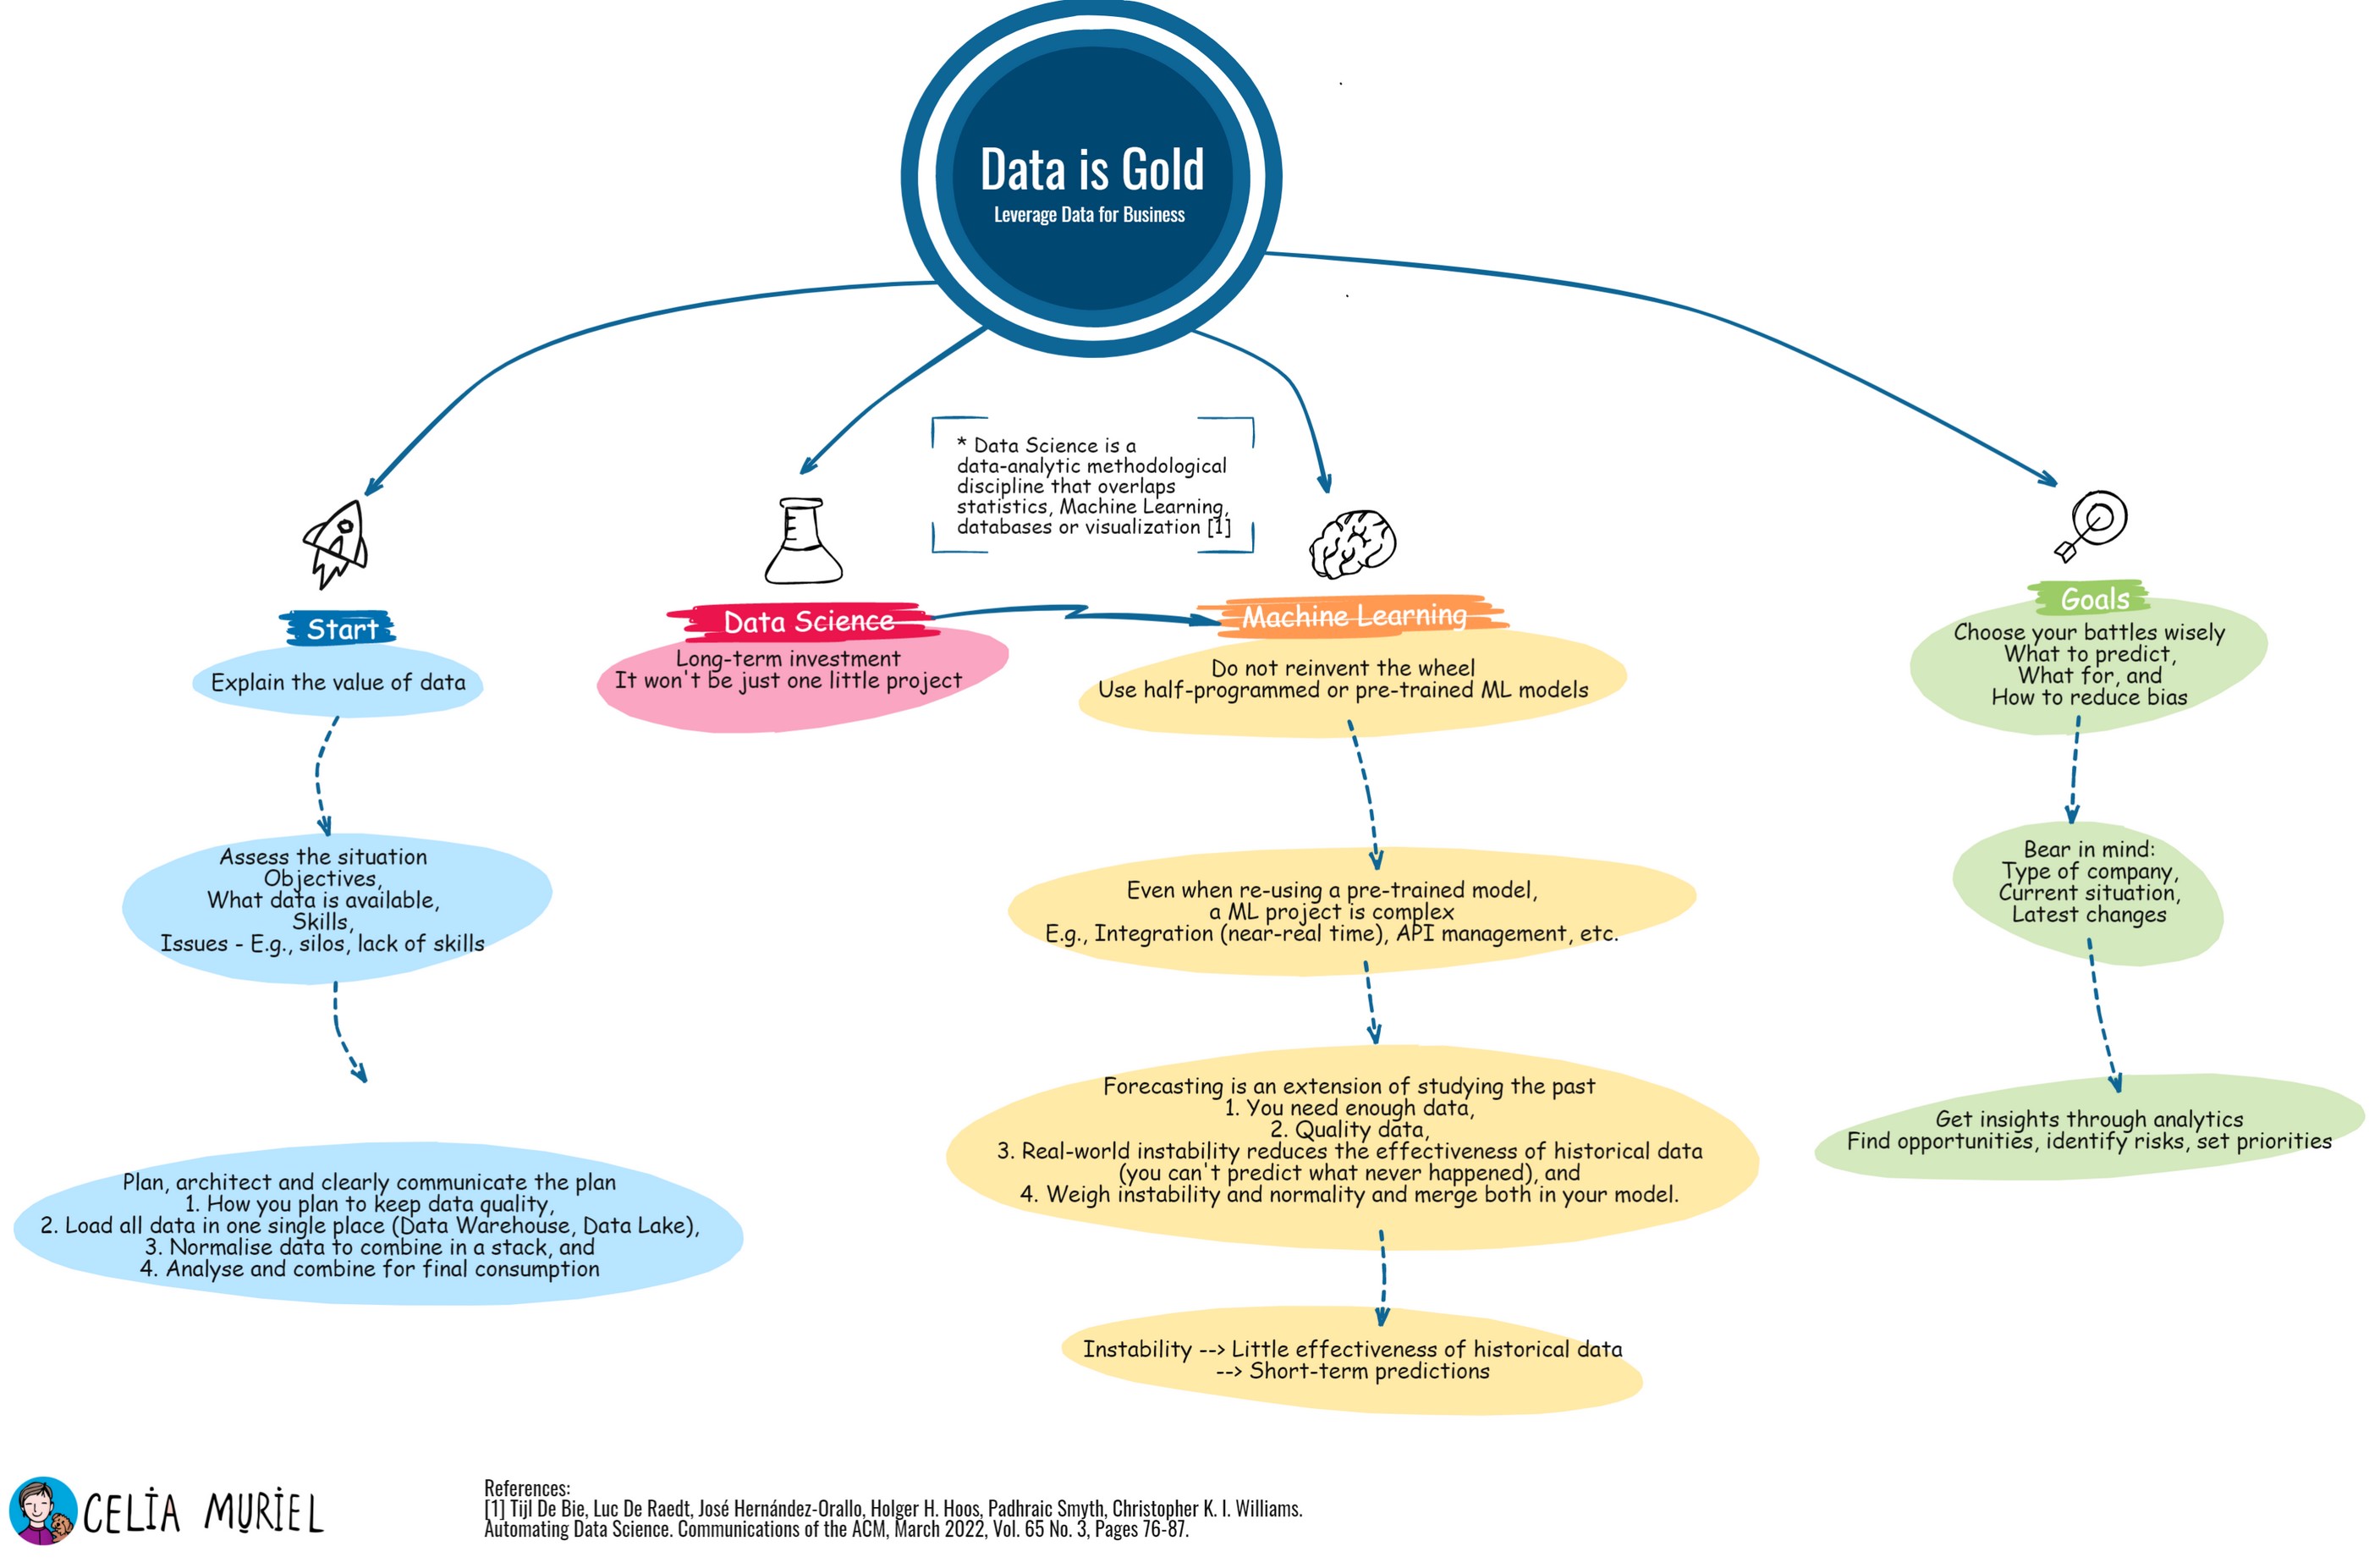 Data is Gold
Leverage Data for Business
* Data Science is a
data-analytic methodological
discipline that overlaps
statistics, Machine Learning,
databases or visualization [1]
Start
Explain the value of data
Assess the situation
Objectives,
What data is available,
Skills,
Issues - E.g., silos, lack of skills
Plan, architect and clearly communicate the plan
1. How you plan to keep data quality,
2. Load all data in one single place (Data Warehouse, Data Lake),
3. Normalise data to combine in a stack, and
4. Analyse and combine for final consumption
Data Science
Long-term investment
It won't be just one little project
Machine Learning
Do not reinvent the wheel
Use half-programmed or pre-trained ML models
Even when re-using a pre-trained model,
a ML project is complex
E.g., Integration (near-real time), API management, etc.
Forecasting is an extension of studying the past
1. You need enough data,
2. Quality data,
3. Real-world instability reduces the effectiveness of historical data
(you can't predict what never happened), and
4. Weigh instability and normality and merge both in your model.
Instability --> Little effectiveness of historical data
--> Short-term predictions
Goals
Choose your battles wisely
What to predict,
What for, and
How to reduce bias
Bear in mind:
Type of company,
Current situation,
Latest changes
Get insights through analytics
Find opportunities, identify risks, set priorities
CELIA MURIEL
References:
[1] Tijl De Bie, Luc De Raedt, José Hernández-Orallo, Holger H. Hoos, Padhraic Smyth, Christopher K. I. Williams.
Automating Data Science. Communications of the ACM, March 2022, Vol. 65 No. 3, Pages 76-87.